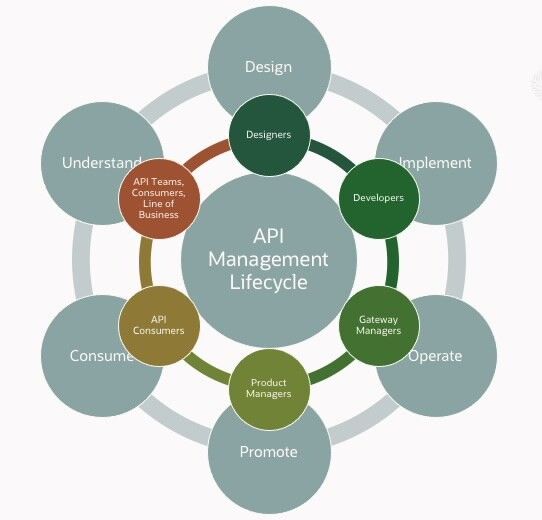 Design
Designers
Understand
Implement
API Teams,
Consumers,
Line of
Business
Developers
API
Management
Lifecycle
API
Consumers
Gateway
Managers
Consume
Operate
Product
Managers
Promote